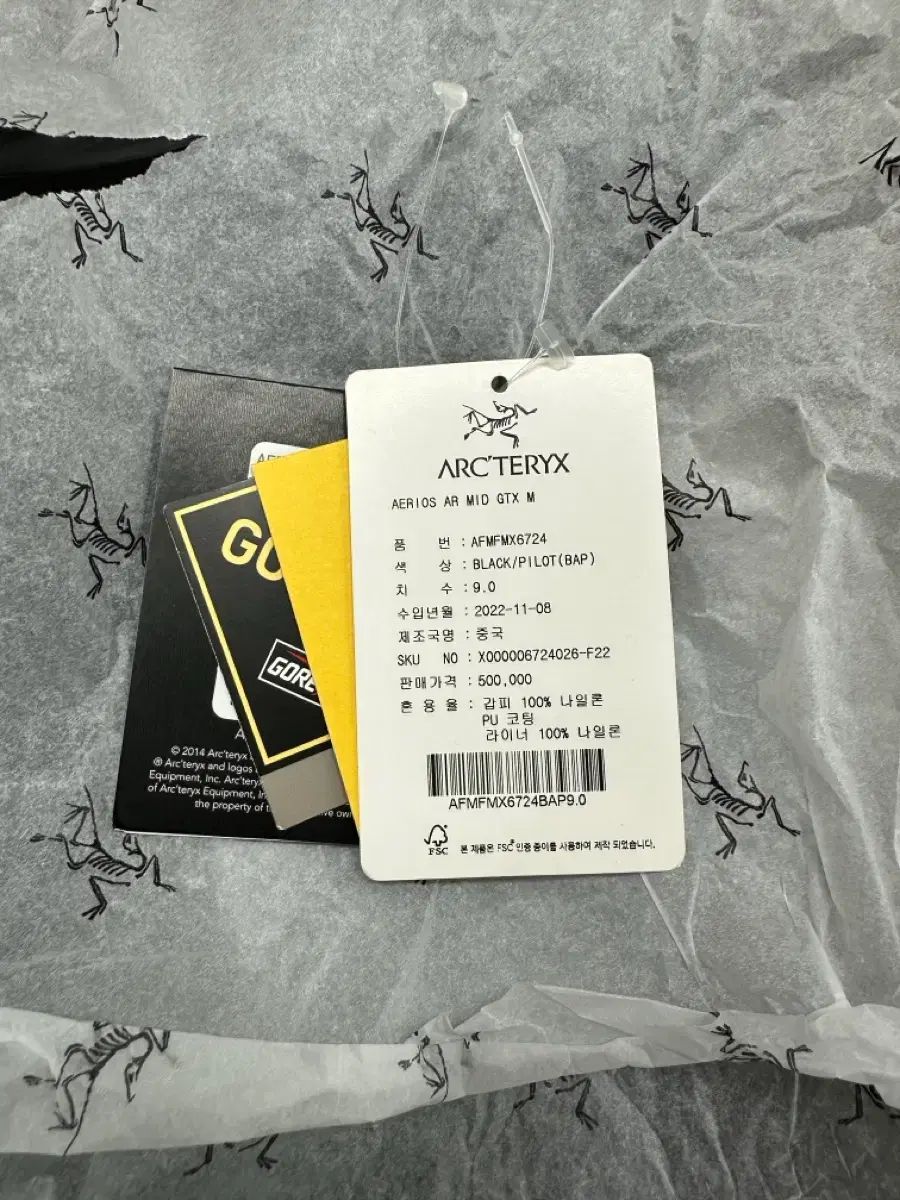 ARC'TERYX
AERIOS AR MID GTX M
품 번 : AFMFMX6724
색 상 : BLACK/PILOT(BAP)
치 수 : 9.0
수입년월 : 2022-11-08
제조국명 : 중국
SKU NO : X000006724026-F22
판매가격 : 500,000
혼 용 율 : 갑피 100% 나일론
PU 코팅
라이너 100% 나일론
AFMFMX6724BAP9.0
FSC 본 제품은 FSC® 인증 종이를 사용하여 제작 되었습니다.
GO
GORE
© 2014 Arc'teryx
® Arc'teryx and logos
Equipment, Inc. Arc'tery
of Arc'teryx Equipment, In
the property of
ive ow